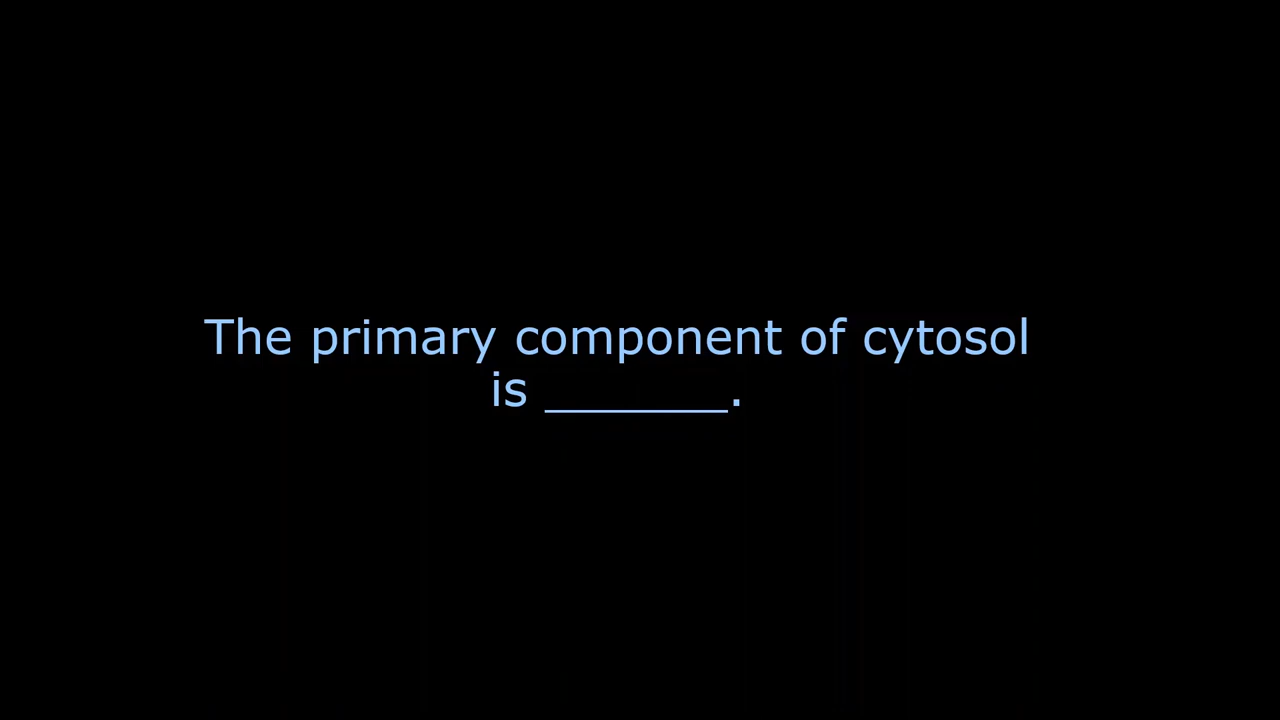 The primary component of cytosol
is _______.